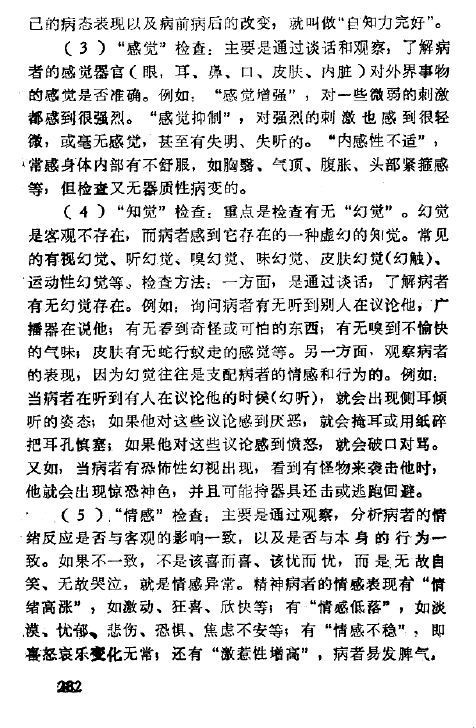 己的病态表现以及病前病后的改变，就叫做“自知力完好”。
（3）“感觉”检查：主要是通过谈话和观察，了解病
者的感觉器官（眼，耳、鼻、口、皮肤、内脏）对外界事物
的感觉是否准确。例如：“感觉增强”，对一些微弱的刺激
都感到很强烈。“感觉抑制”，对强烈的刺激也感到很轻
微，或毫无感觉，甚至有失明、失听的。“内感性不适”，
常感身体内部有不舒服，如胸闷、气顶、腹胀、头部紧箍感
等，但检查又无器质性病变的。
（4）“知觉”检查：重点是检查有无“幻觉”。幻觉
是客观不存在，而病者感到它存在的一种虚幻的知觉。常见
的有视幻觉、听幻觉、嗅幻觉、味幻觉、皮肤幻觉(幻触)、
运动性幻觉等。检查方法：一方面，是通过谈话，了解病者
有无幻觉存在。例如：询问病者有无听到别人在议论他，广
播器在说他；有无看到奇怪或可怕的东西；有无嗅到不愉快
的气味；皮肤有无蛇行蚁走的感觉等。另一方面，观察病者
的表现，因为幻觉往往是支配病者的情感和行为的。例如：
当病者在听到有人在议论他的时候(幻听)，就会出现侧耳倾
听的姿态；如果他对这些议论感到厌恶，就会掩耳或用纸碎
把耳孔填塞；如果他对这些议论感到愤怒，就会破口对骂。
又如，当病者有恐怖性幻视出现，看到有怪物来袭击他时，
他就会出现惊恐神色，并且可能持器具还击或逃跑回避。
（5）“情感”检查：主要是通过观察，分析病者的情
绪反应是否与客观的影响一致，以及是否与本身的行为一
致。如果不一致，不是该喜而喜、该忧而忧，而是无故自
笑、无故哭泣，就是情感异常。精神病者的情感表现有“情
绪高涨”，如激动、狂喜、欣快等；有“情感低落”，如淡
漠、忧郁、悲伤、恐惧、焦虑不安等；有“情感不稳”，即
喜怒哀乐变化无常；还有“激惹性增高”，病者易发脾气。
282